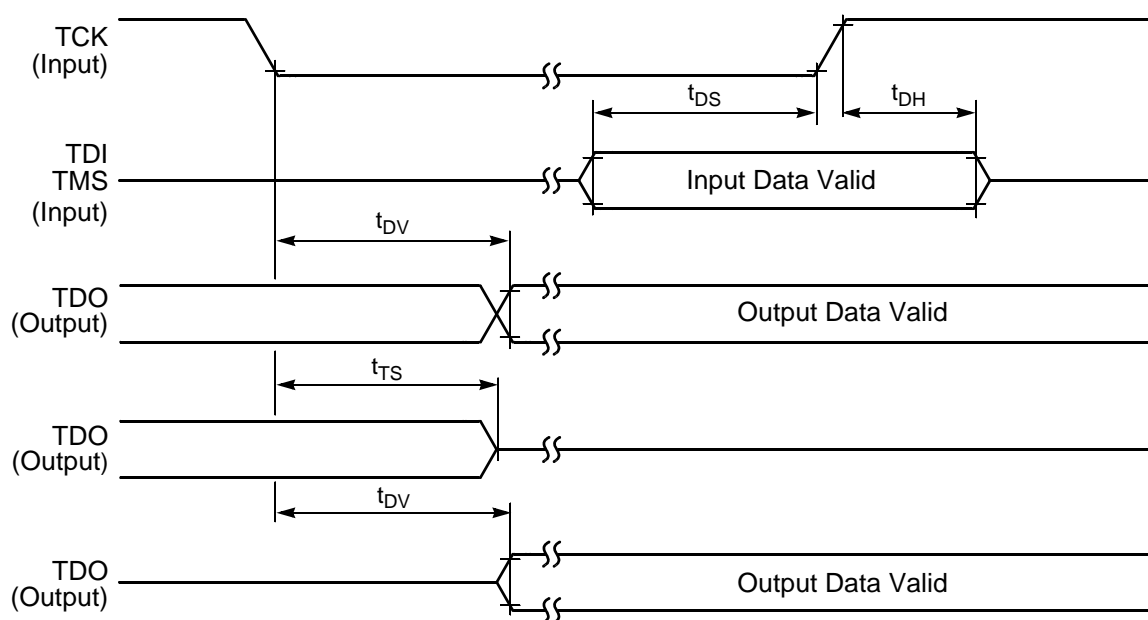 TCK
(Input)
tDS
tDH
TDI
TMS
(Input)
Input Data Valid
tDV
TDO
(Output)
Output Data Valid
tTS
TDO
(Output)
tDV
TDO
(Output)
Output Data Valid